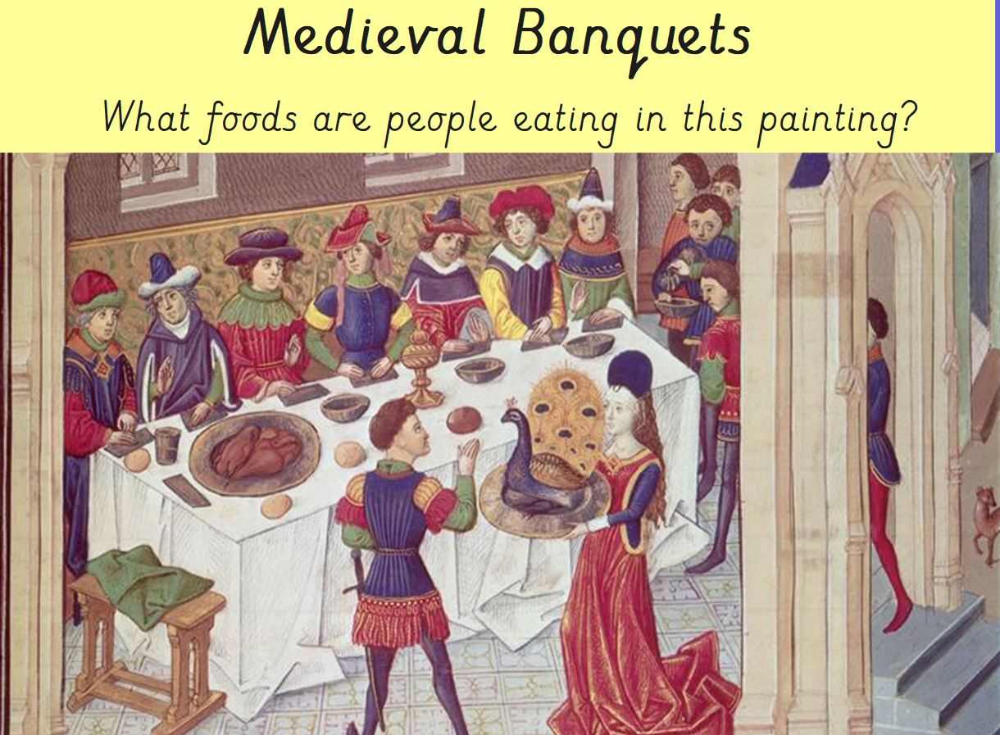 Medieval Banquets
What foods are people eating in this painting?